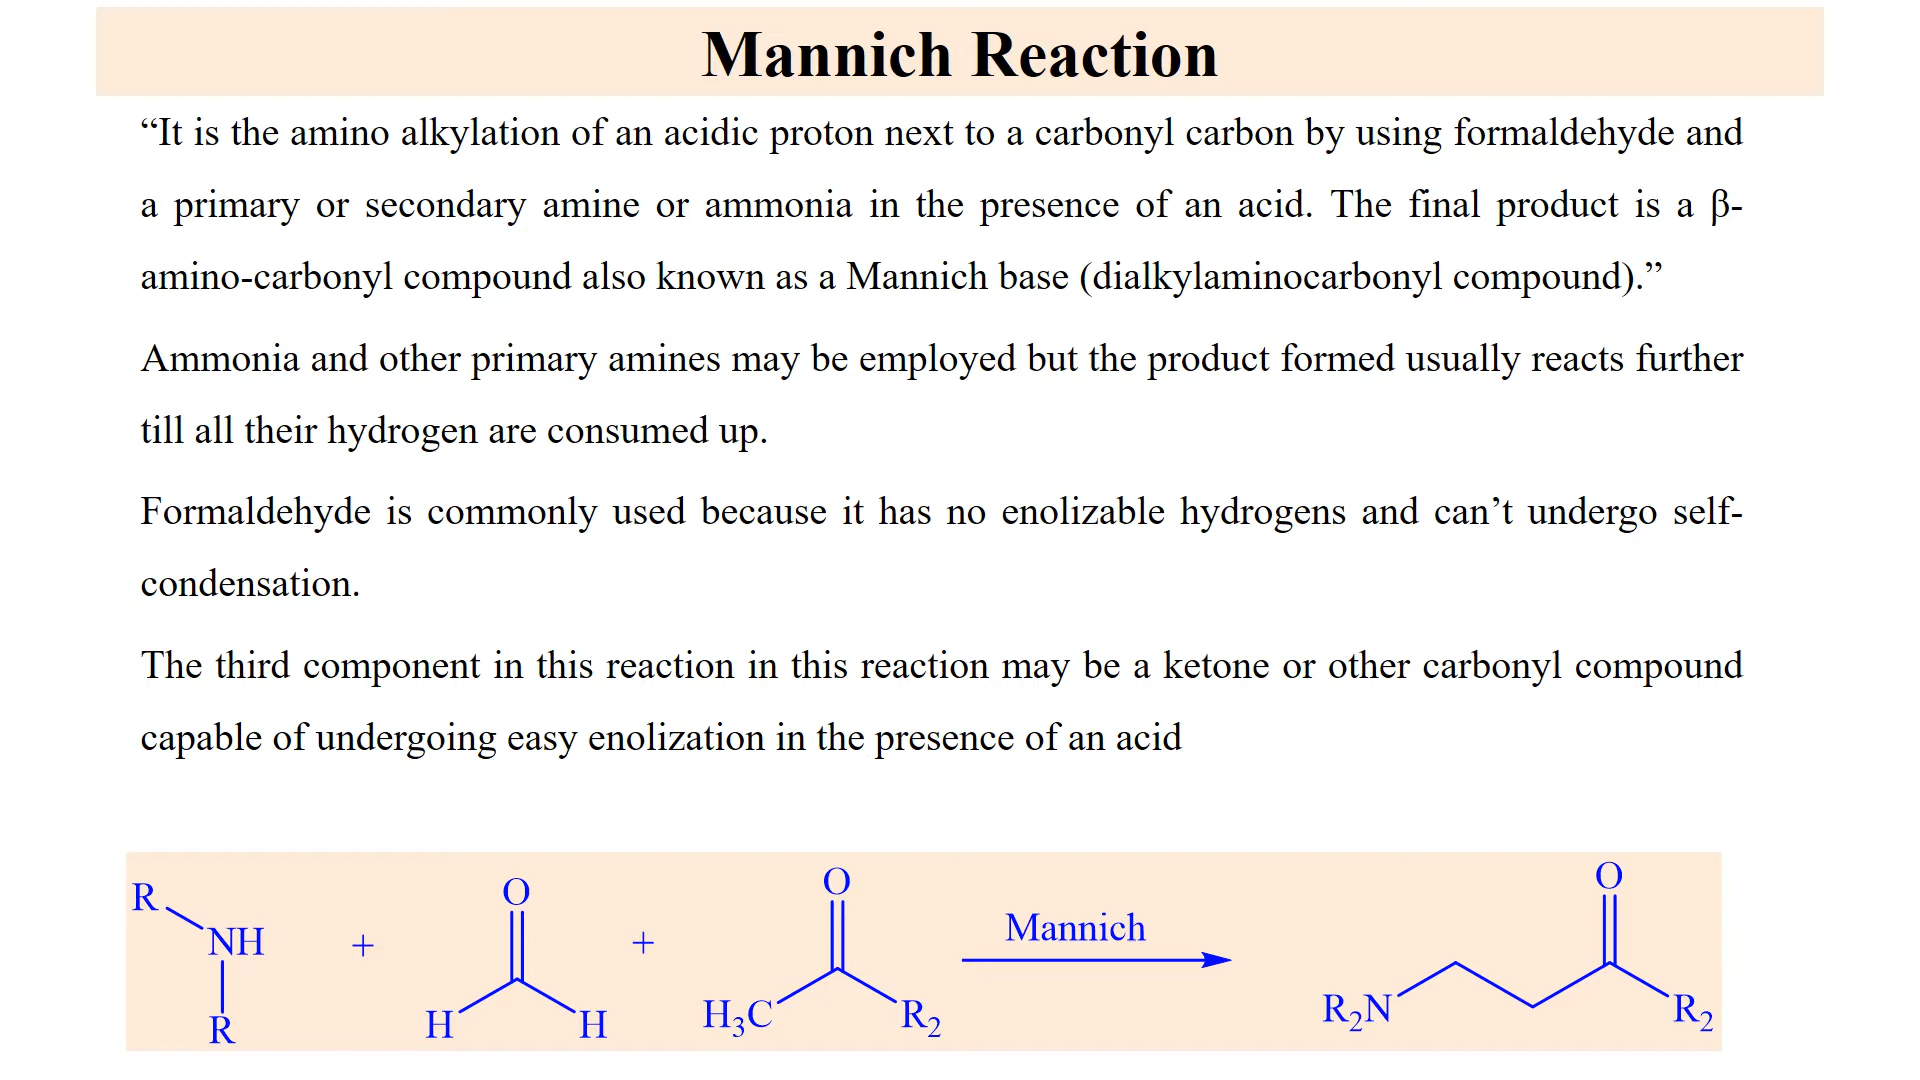 Mannich Reaction
“It is the amino alkylation of an acidic proton next to a carbonyl carbon by using formaldehyde and
a primary or secondary amine or ammonia in the presence of an acid. The final product is a β-
amino-carbonyl compound also known as a Mannich base (dialkylaminocarbonyl compound).”
Ammonia and other primary amines may be employed but the product formed usually reacts further
till all their hydrogen are consumed up.
Formaldehyde is commonly used because it has no enolizable hydrogens and can’t undergo self-
condensation.
The third component in this reaction in this reaction may be a ketone or other carbonyl compound
capable of undergoing easy enolization in the presence of an acid
R
NH
R
+
O
H H
+
O
H₃C R₂
Mannich
O
R₂N R₂